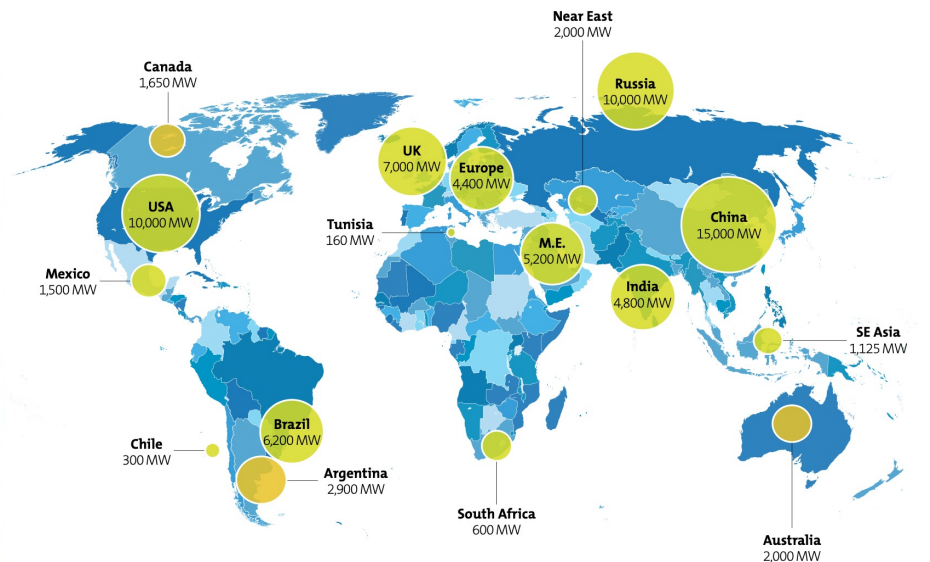 Near East
2,000 MW
Canada
1,650 MW
Russia
10,000 MW
UK
7,000 MW
Europe
4,400 MW
USA
10,000 MW
Tunisia
160 MW
China
15,000 MW
M.E.
5,200 MW
Mexico
1,500 MW
India
4,800 MW
SE Asia
1,125 MW
Brazil
6,200 MW
Chile
300 MW
Argentina
2,900 MW
South Africa
600 MW
Australia
2,000 MW